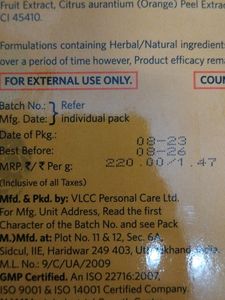 Fruit Extract, Citrus aurantium (Orange) Peel Extra
CI 45410.
Formulations containing Herbal/Natural ingredient
over a period of time however, Product efficacy rema
FOR EXTERNAL USE ONLY.
COUN
Batch No.: } Refer
Mfg. Date: } individual pack
Date of Pkg.: 08-23
Best Before: 08-26
MRP ₹/₹ Per g: 220.00/1.47
(Inclusive of all Taxes)
Mfd. & Pkd. by: VLCC Personal Care Ltd.
For Mfg. Unit Address, Read the first
Character of the Batch No. and see Pack
M.)Mfd. at: Plot No. 11 & 12, Sec. 6A,
Sidcul, IIE, Haridwar 249 403, Uttarakhand
M.L. No.: 9/C/UA/2009
GMP Certified. An ISO 22716:2007,
ISO 9001 & ISO 14001 Certified Company.